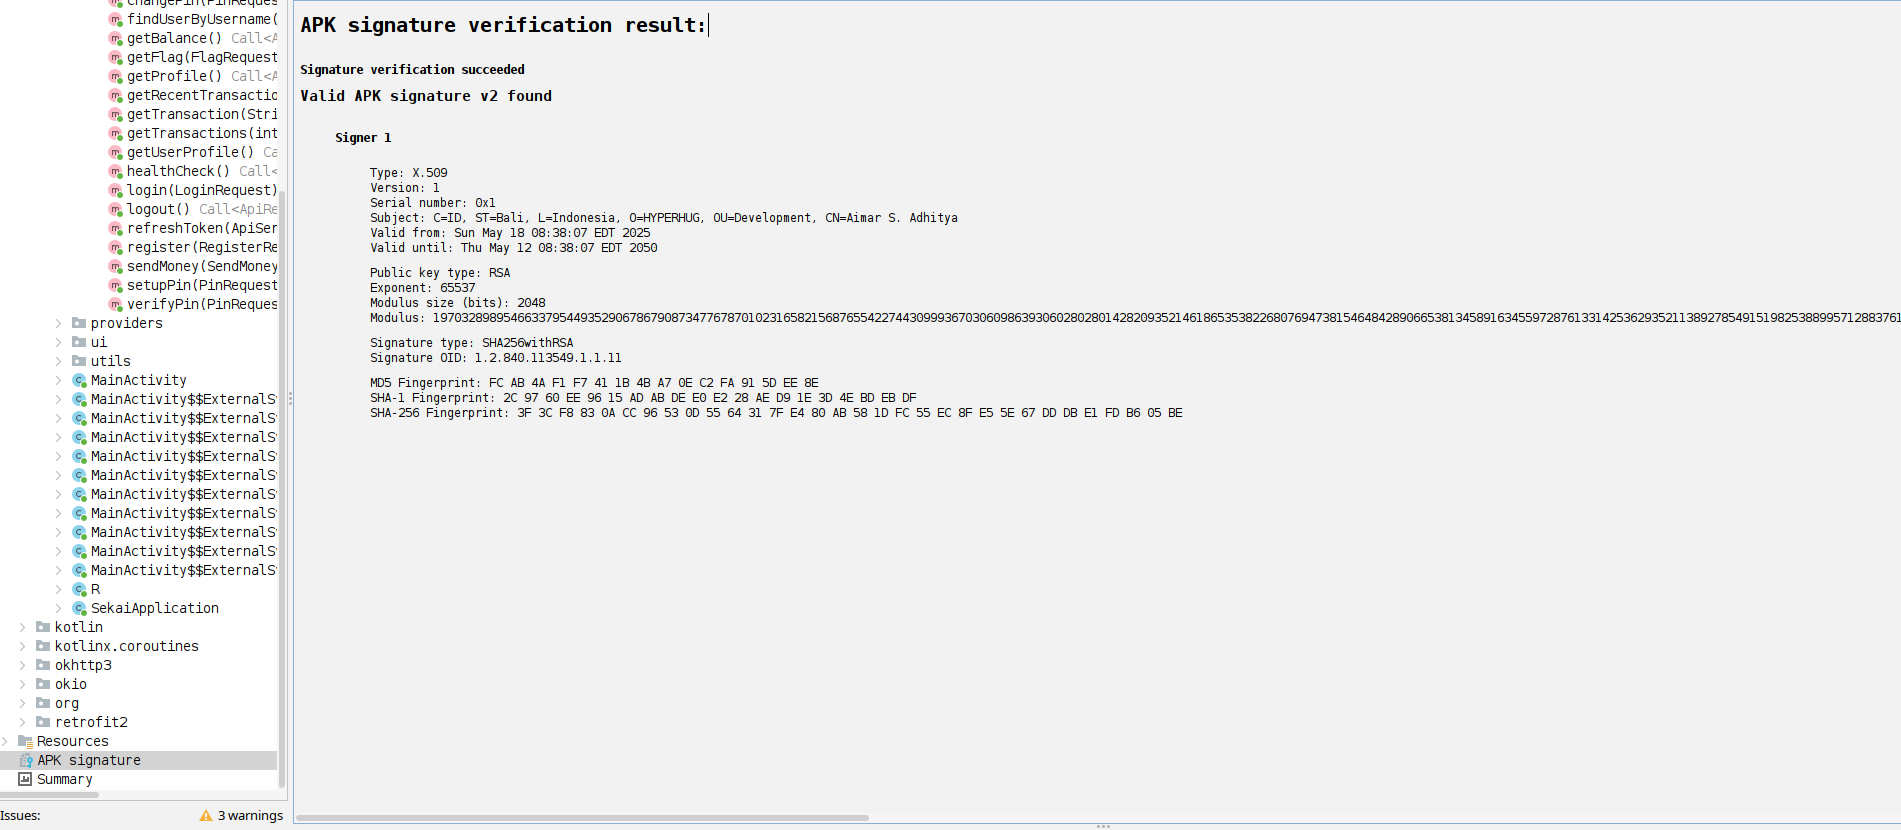 changePin(PinReques
findUserByUsername(
getBalance() Call<A
getFlag(FlagRequest
getProfile() Call<A
getRecentTransactio
getTransaction(Stri
getTransactions(int
getUserProfile() Ca
healthCheck() Call<
login(LoginRequest)
logout() Call<ApiRe
refreshToken(ApiSer
register(RegisterRe
sendMoney(SendMoney
setupPin(PinRequest
verifyPin(PinReques
providers
ui
utils
MainActivity
MainActivity$$ExternalS
MainActivity$$ExternalS
MainActivity$$ExternalS
MainActivity$$ExternalS
MainActivity$$ExternalS
MainActivity$$ExternalS
MainActivity$$ExternalS
MainActivity$$ExternalS
MainActivity$$ExternalS
MainActivity$$ExternalS
R
SekaiApplication
kotlin
kotlinx.coroutines
okhttp3
okio
org
retrofit2
Resources
APK signature
Summary
Issues: 3 warnings
APK signature verification result:
Signature verification succeeded
Valid APK signature v2 found
Signer 1
Type: X.509
Version: 1
Serial number: 0x1
Subject: C=ID, ST=Bali, L=Indonesia, O=HYPERHUG, OU=Development, CN=Aimar S. Adhitya
Valid from: Sun May 18 08:38:07 EDT 2025
Valid until: Thu May 12 08:38:07 EDT 2050
Public key type: RSA
Exponent: 65537
Modulus size (bits): 2048
Modulus:
Signature type: SHA256withRSA
Signature OID: 1.2.840.113549.1.1.11
MD5 Fingerprint: FC AB 4A F1 F7 41 1B 4B A7 0E C2 FA 91 5D EE 8E
SHA-1 Fingerprint: 2C 97 60 EE 96 15 AD AB DE E0 E2 28 AE D9 1E 3D 4E BD EB DF
SHA-256 Fingerprint: 3F 3C F8 83 0A CC 96 53 0D 55 64 31 7F E4 80 AB 58 1D FC 55 EC 8F E5 5E 67 DD DB E1 FD B6 05 BE